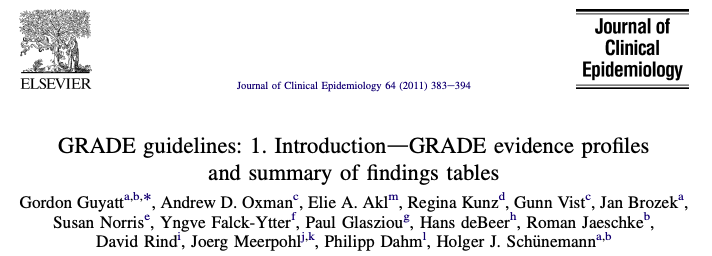 ELSEVIER
Journal of Clinical Epidemiology 64 (2011) 383—394
Journal of
Clinical
Epidemiology
GRADE guidelines: 1. Introduction—GRADE evidence profiles
and summary of findings tables
Gordon Guyatt^a,b,*, Andrew D. Oxman^c, Elie A. Akl^m, Regina Kunz^d, Gunn Vist^c, Jan Brozek^a,
Susan Norris^e, Yngve Falck-Ytter^f, Paul Glasziou^g, Hans deBeer^h, Roman Jaeschke^b,
David Rind^i, Joerg Meerpohl^j,k, Philipp Dahm^l, Holger J. Schünemann^a,b